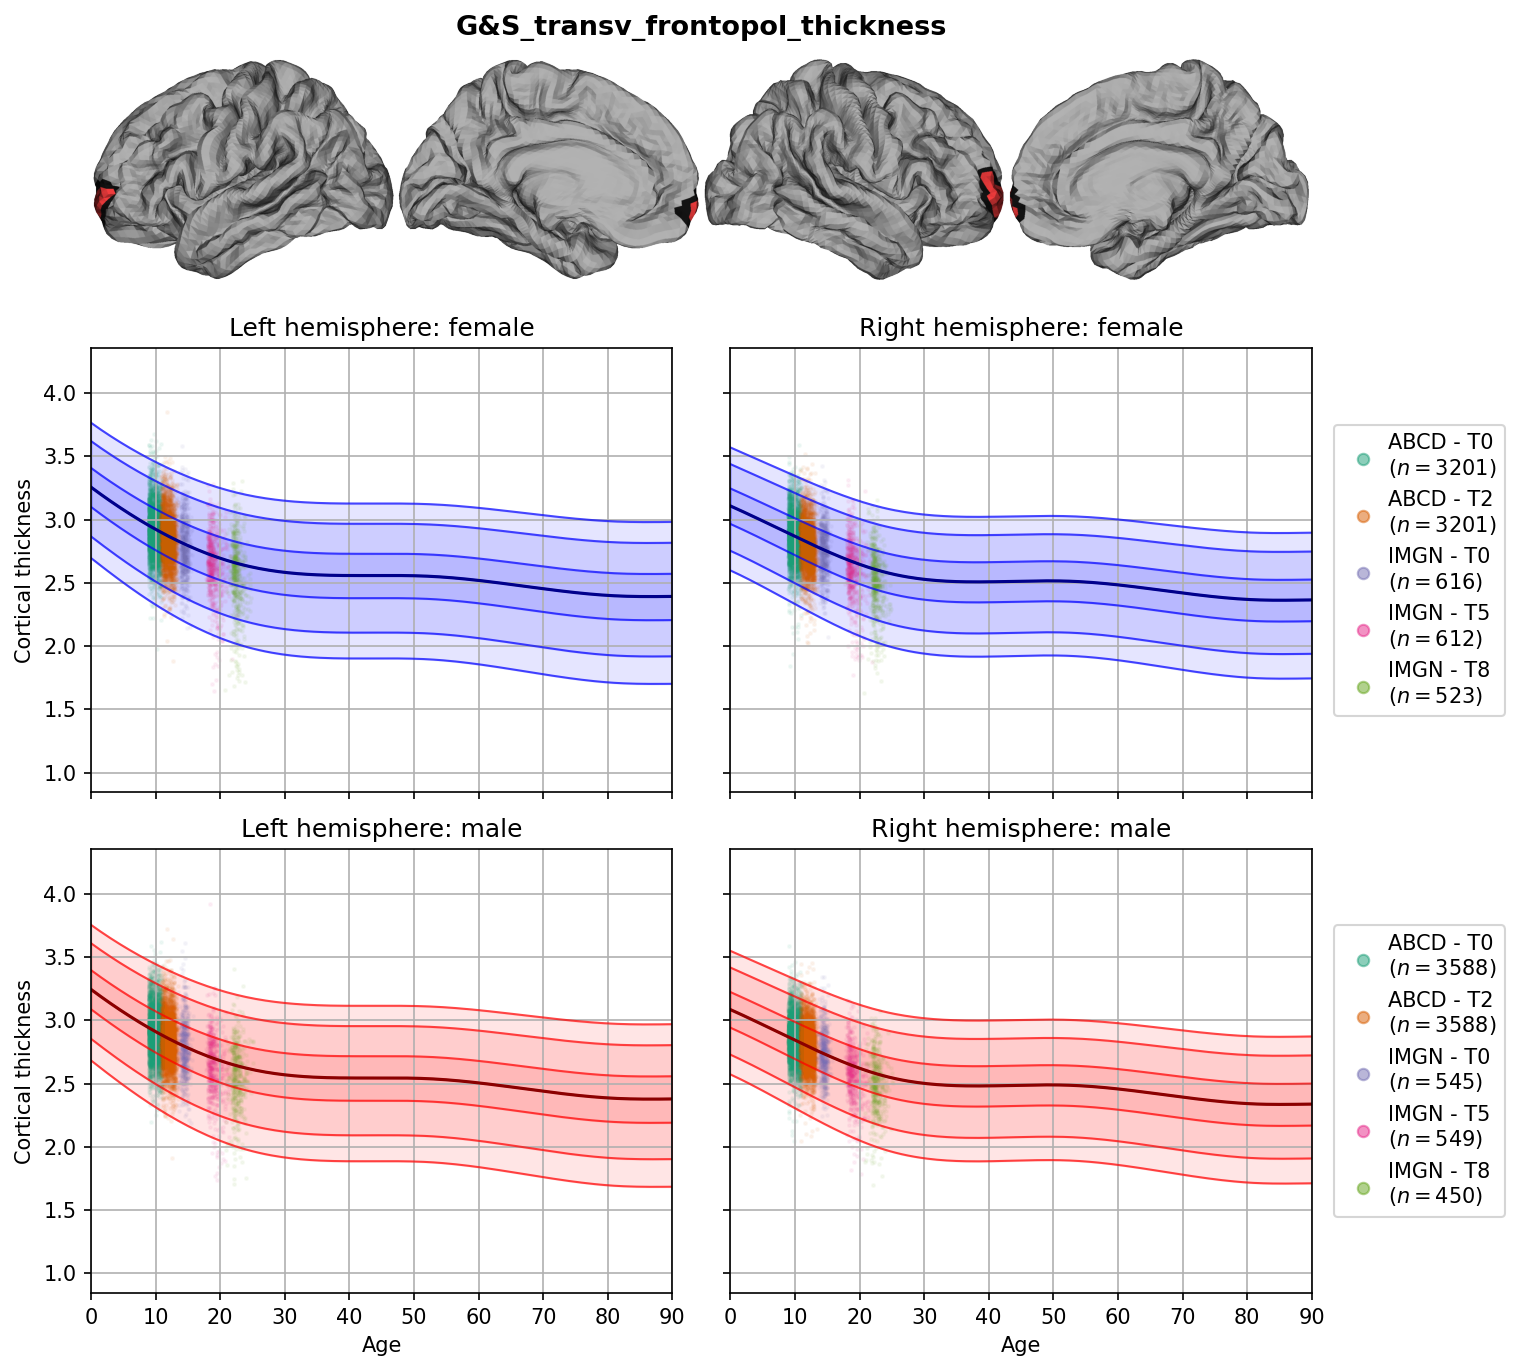 G&S_transv_frontopol_thickness
Left hemisphere: female
Right hemisphere: female
Cortical thickness
4.0
3.5
3.0
2.5
2.0
1.5
1.0
ABCD - T0
(n = 3201)
ABCD - T2
(n = 3201)
IMGN - T0
(n = 616)
IMGN - T5
(n = 612)
IMGN - T8
(n = 523)
Left hemisphere: male
Right hemisphere: male
Cortical thickness
4.0
3.5
3.0
2.5
2.0
1.5
1.0
0 10 20 30 40 50 60 70 80 90
Age
0 10 20 30 40 50 60 70 80 90
Age
ABCD - T0
(n = 3588)
ABCD - T2
(n = 3588)
IMGN - T0
(n = 545)
IMGN - T5
(n = 549)
IMGN - T8
(n = 450)